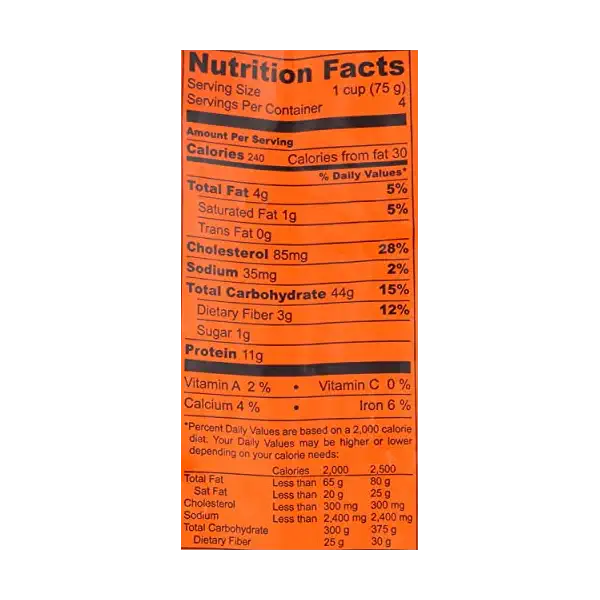 Nutrition Facts
Serving Size 1 cup (75 g)
Servings Per Container 4
Amount Per Serving
Calories 240 Calories from fat 30
% Daily Values*
Total Fat 4g 5%
Saturated Fat 1g 5%
Trans Fat 0g
Cholesterol 85mg 28%
Sodium 35mg 2%
Total Carbohydrate 44g 15%
Dietary Fiber 3g 12%
Sugar 1g
Protein 11g
Vitamin A 2 % • Vitamin C 0 %
Calcium 4 % • Iron 6 %
*Percent Daily Values are based on a 2,000 calorie
diet. Your Daily Values may be higher or lower
depending on your calorie needs:
Calories 2,000 2,500
Total Fat Less than 65 g 80 g
Sat Fat Less than 20 g 25 g
Cholesterol Less than 300 mg 300 mg
Sodium Less than 2,400 mg 2,400 mg
Total Carbohydrate 300 g 375 g
Dietary Fiber 25 g 30 g